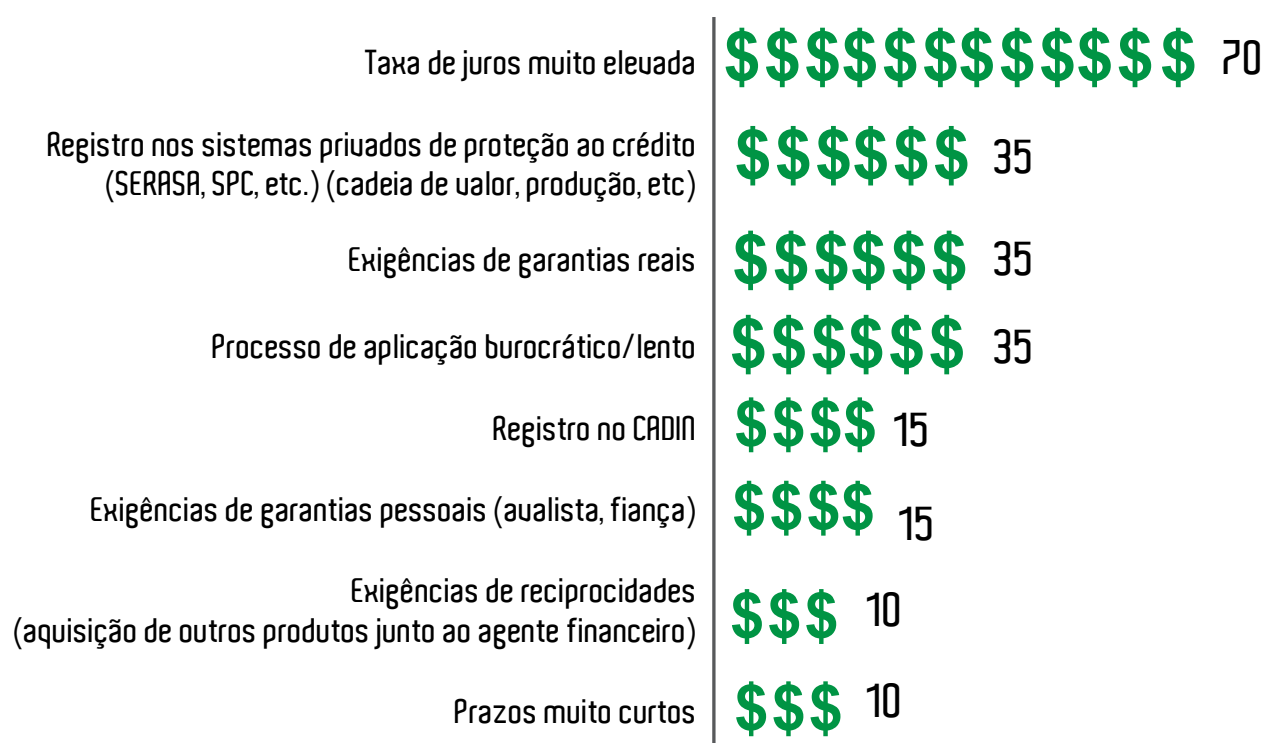 Taxa de juros muito elevada $$$$$$$$$$$$ 70
Registro nos sistemas privados de proteção ao crédito
(SERASA, SPC, etc.) (cadeia de valor, produção, etc) $$$$$$ 35
Exigências de garantias reais $$$$$$ 35
Processo de aplicação burocrático/lento $$$$$$ 35
Registro no CADIN $$$$ 15
Exigências de garantias pessoais (avalista, fiança) $$$$ 15
Exigências de reciprocidades
(aquisição de outros produtos junto ao agente financeiro) $$$ 10
Prazos muito curtos $$$ 10